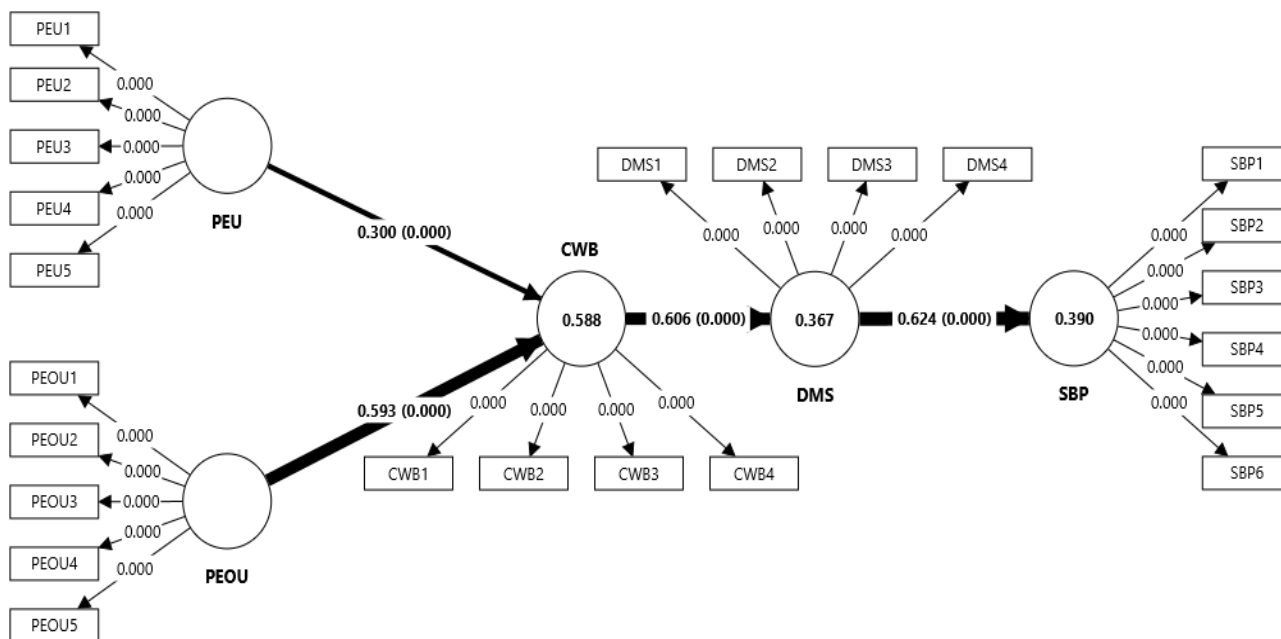 PEU1
0.000
PEU2
0.000
PEU3
0.000
PEU4
0.000
PEU5
0.000
PEU
0.300 (0.000)
PEOU1
0.000
PEOU2
0.000
PEOU3
0.000
PEOU4
0.000
PEOU5
0.000
PEOU
0.593 (0.000)
CWB
0.588
0.000
0.000
0.000
0.000
CWB1
CWB2
CWB3
CWB4
0.606 (0.000)
DMS1
DMS2
DMS3
DMS4
0.000
0.000
0.000
0.000
0.367
DMS
0.624 (0.000)
0.390
SBP
SBP1
0.000
SBP2
0.000
SBP3
0.000
SBP4
0.000
SBP5
0.000
SBP6
0.000